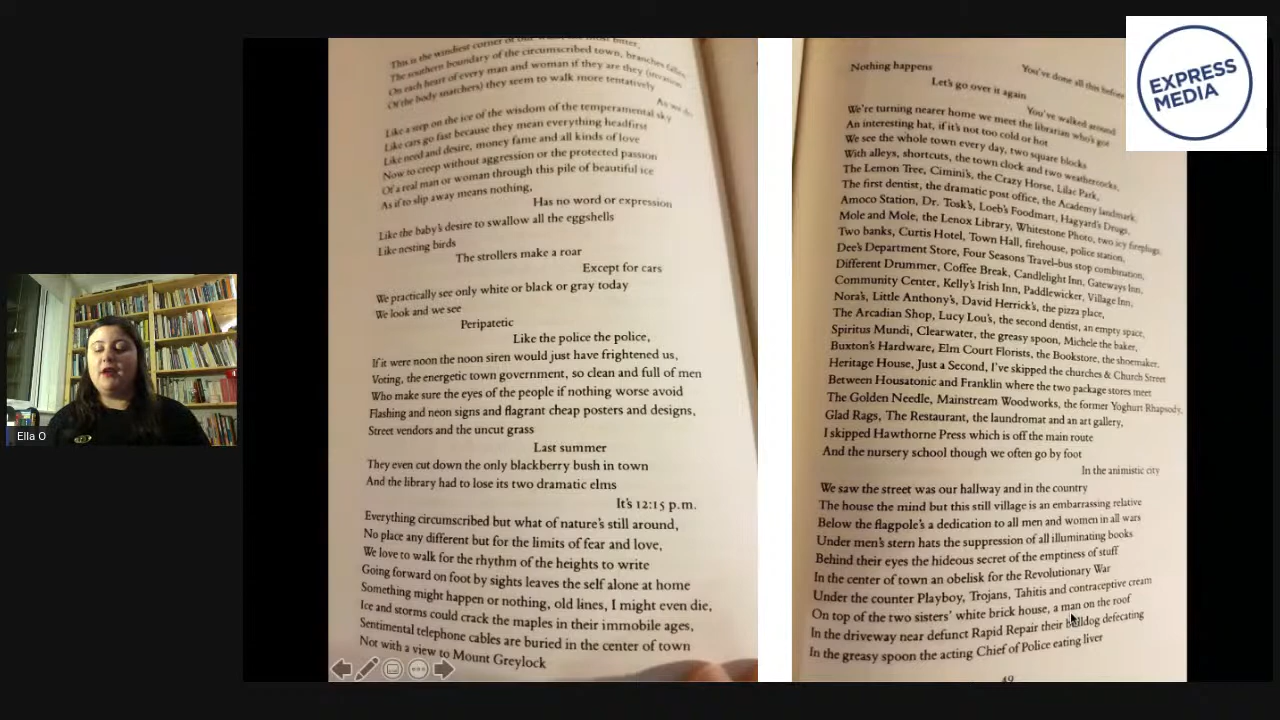 This is the wandiest corner of our
The southern boundary of the circumscribed town, branches fallen
On each heart of every man and woman if they are they (invasion
Of the body snatchers) they seem to walk more tentatively
As we do
Like a step on the ice of the wisdom of the temperamental sky
Like cars go fast because they mean everything headfirst
Like need and desire, money fame and all kinds of love
Now to creep without aggression or the protected passion
Of a real man or woman through this pile of beautiful ice
As if to slip away means nothing,
Has no word or expression
Like the baby's desire to swallow all the eggshells
Like nesting birds
The strollers make a roar
Except for cars
We practically see only white or black or gray today
We look and we see
Peripatetic
Like the police the police,
If it were noon the noon siren would just have frightened us,
Voting, the energetic town government, so clean and full of men
Who make sure the eyes of the people if nothing worse avoid
Flashing and neon signs and flagrant cheap posters and designs,
Street vendors and the uncut grass
Last summer
They even cut down the only blackberry bush in town
And the library had to lose its two dramatic elms
It's 12:15 p.m.
Everything circumscribed but what of nature's still around,
No place any different but for the limits of fear and love,
We love to walk for the rhythm of the heights to write
Going forward on foot by sights leaves the self alone at home
Something might happen or nothing, old lines, I might even die,
Ice and storms could crack the maples in their immobile ages,
Sentimental telephone cables are buried in the center of town
Not with a view to Mount Greylock
Nothing happens
You've done all this before
Let's go over it again
You've walked around
We're turning nearer home we meet the librarian who's got
An interesting hat, if it's not too cold or hot
We see the whole town every day, two square blocks
With alleys, shortcuts, the town clock and two weathercocks,
The Lemon Tree, Cimini's, the Crazy Horse, Lilac Park,
The first dentist, the dramatic post office, the Academy landmark,
Amoco Station, Dr. Tosk's, Loeb's Foodmart, Hagyard's Drugs,
Mole and Mole, the Lenox Library, Whitestone Photo, two icy fireplugs,
Two banks, Curtis Hotel, Town Hall, firehouse, police station,
Dee's Department Store, Four Seasons Travel-bus stop combination,
Different Drummer, Coffee Break, Candlelight Inn, Gateways Inn,
Community Center, Kelly's Irish Inn, Paddlewicker, Village Inn,
Nora's, Little Anthony's, David Herrick's, the pizza place,
The Arcadian Shop, Lucy Lou's, the second dentist, an empty space,
Spiritus Mundi, Clearwater, the greasy spoon, Michele the baker,
Buxton's Hardware, Elm Court Florists, the Bookstore, the shoemaker,
Heritage House, Just a Second, I've skipped the churches & Church Street
Between Housatonic and Franklin where the two package stores meet
The Golden Needle, Mainstream Woodworks, the former Yoghurt Rhapsody,
Glad Rags, The Restaurant, the laundromat and an art gallery,
I skipped Hawthorne Press which is off the main route
And the nursery school though we often go by foot
In the animistic city
We saw the street was our hallway and in the country
The house the mind but this still village is an embarrassing relative
Below the flagpole's a dedication to all men and women in all wars
Under men's stern hats the suppression of all illuminating books
Behind their eyes the hideous secret of the emptiness of stuff
In the center of town an obelisk for the Revolutionary War
Under the counter Playboy, Trojans, Tahitis and contraceptive cream
On top of the two sisters' white brick house, a man on the roof
In the driveway near defunct Rapid Repair their bulldog defecating
In the greasy spoon the acting Chief of Police eating liver
49
EXPRESS
MEDIA
Ella O